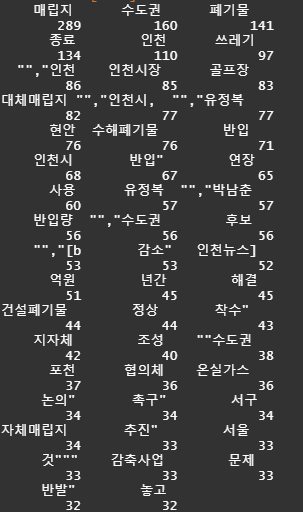 매립지 수도권 폐기물
289 160 141
종료 인천 쓰레기
134 110 97
"","인천 인천시장 골프장
86 85 83
대체매립지 "","인천시, "","유정복
82 77 77
현안 수해폐기물 반입
76 76 71
인천시 반입" 연장
68 67 65
사용 유정복 "","박남춘
60 57 57
반입량 "","수도권 후보
56 56 56
"","[b 감소" 인천뉴스]
53 53 52
억원 년간 해결
51 45 45
건설폐기물 정상 착수"
44 44 43
지자체 조성 ""수도권
42 40 38
포천 협의체 온실가스
37 36 36
논의" 촉구" 서구
34 34 34
자체매립지 추진" 서울
34 33 33
것""" 감축사업 문제
33 33 33
반발" 놓고
32 32